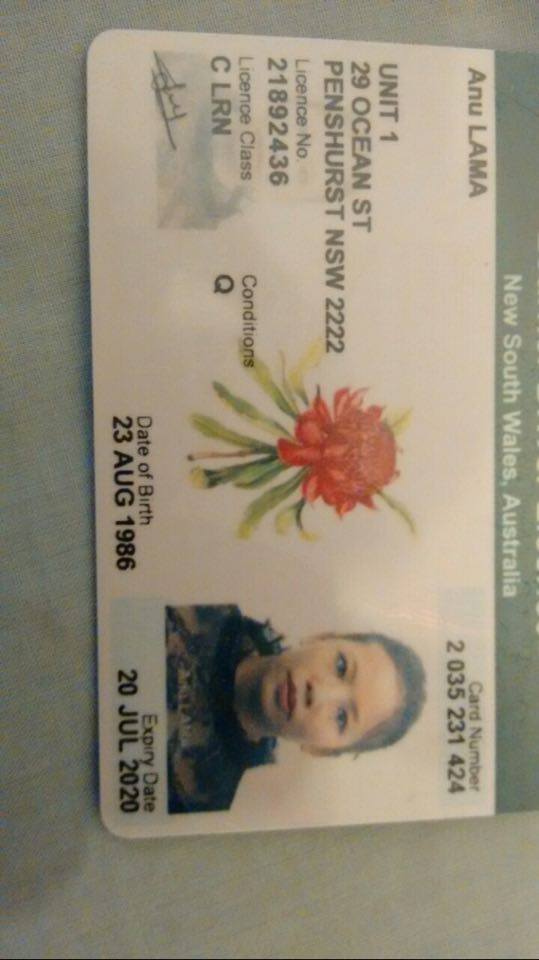 New South Wales, Australia
Anu LAMA
Card Number
2 035 231 424
UNIT 1
29 OCEAN ST
PENSHURST NSW 2222
Licence No.
21892436
Licence Class
C LRN
Conditions
Q
Date of Birth
23 AUG 1986
Expiry Date
20 JUL 2020